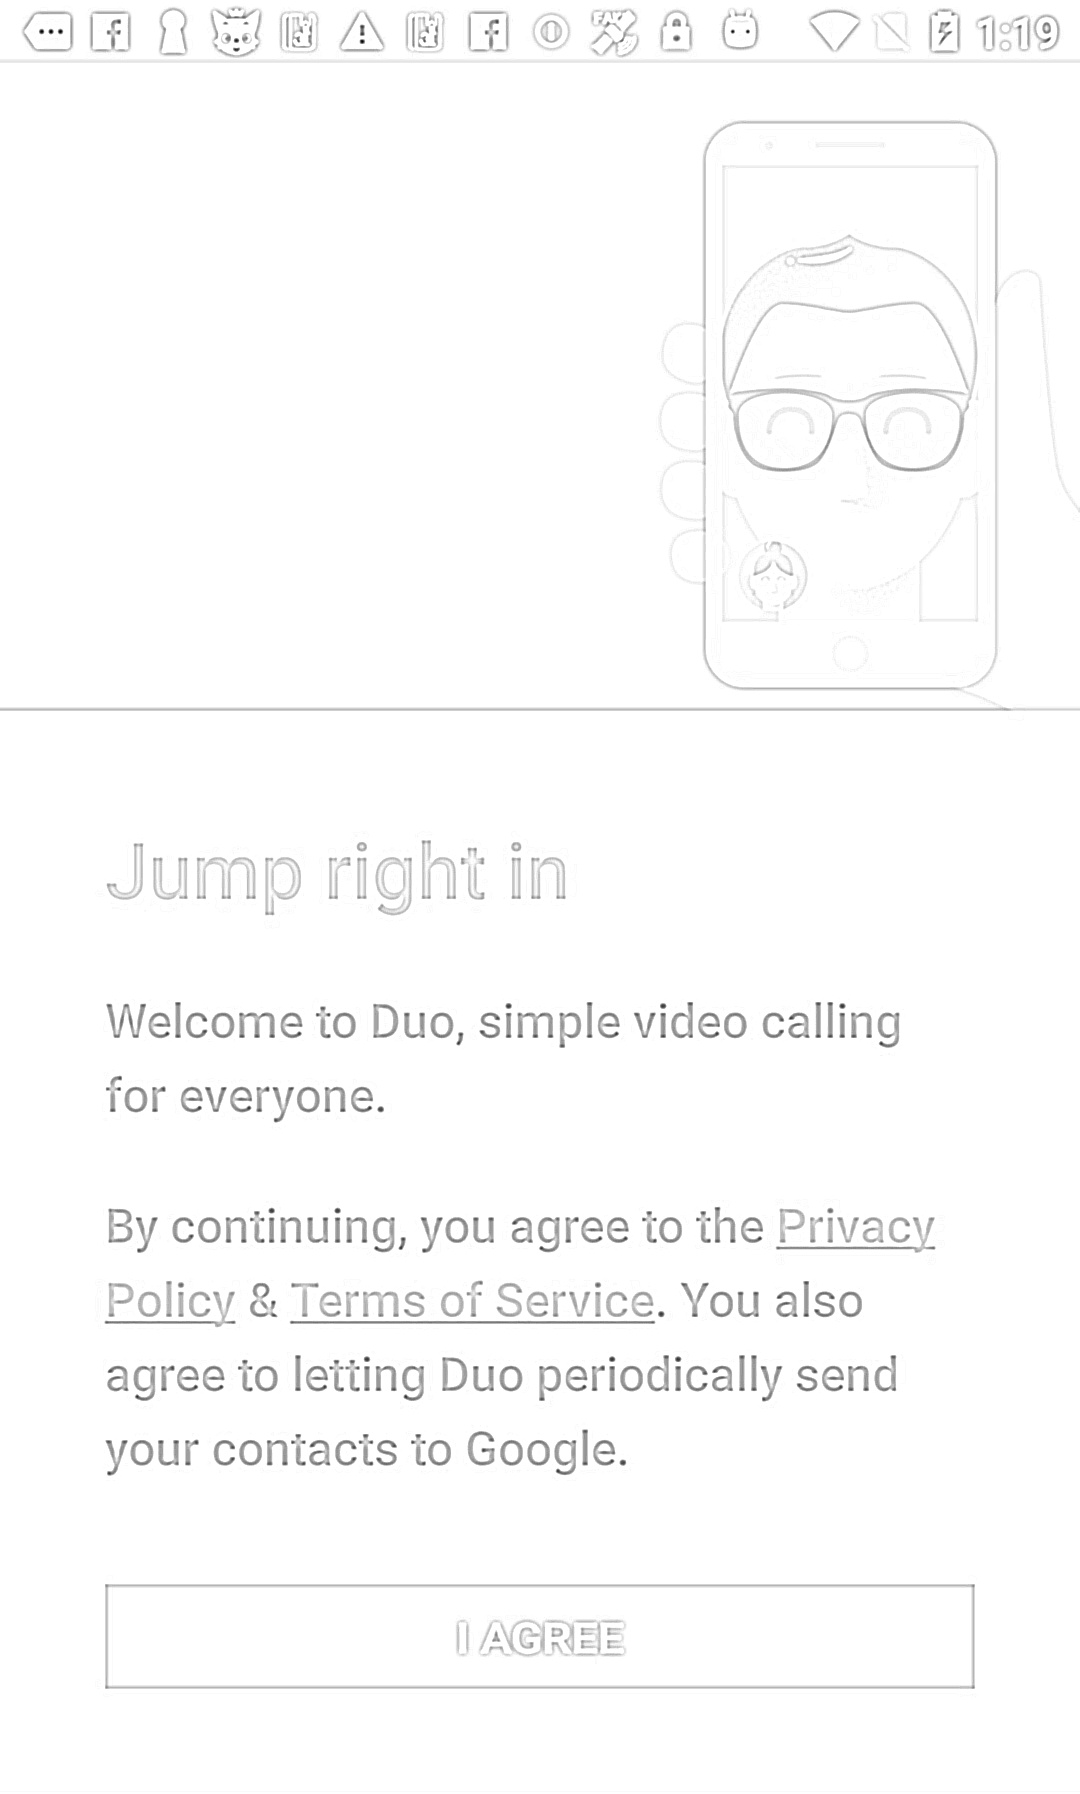 1:19
Jump right in
Welcome to Duo, simple video calling
for everyone.
By continuing, you agree to the Privacy
Policy & Terms of Service. You also
agree to letting Duo periodically send
your contacts to Google.
I AGREE